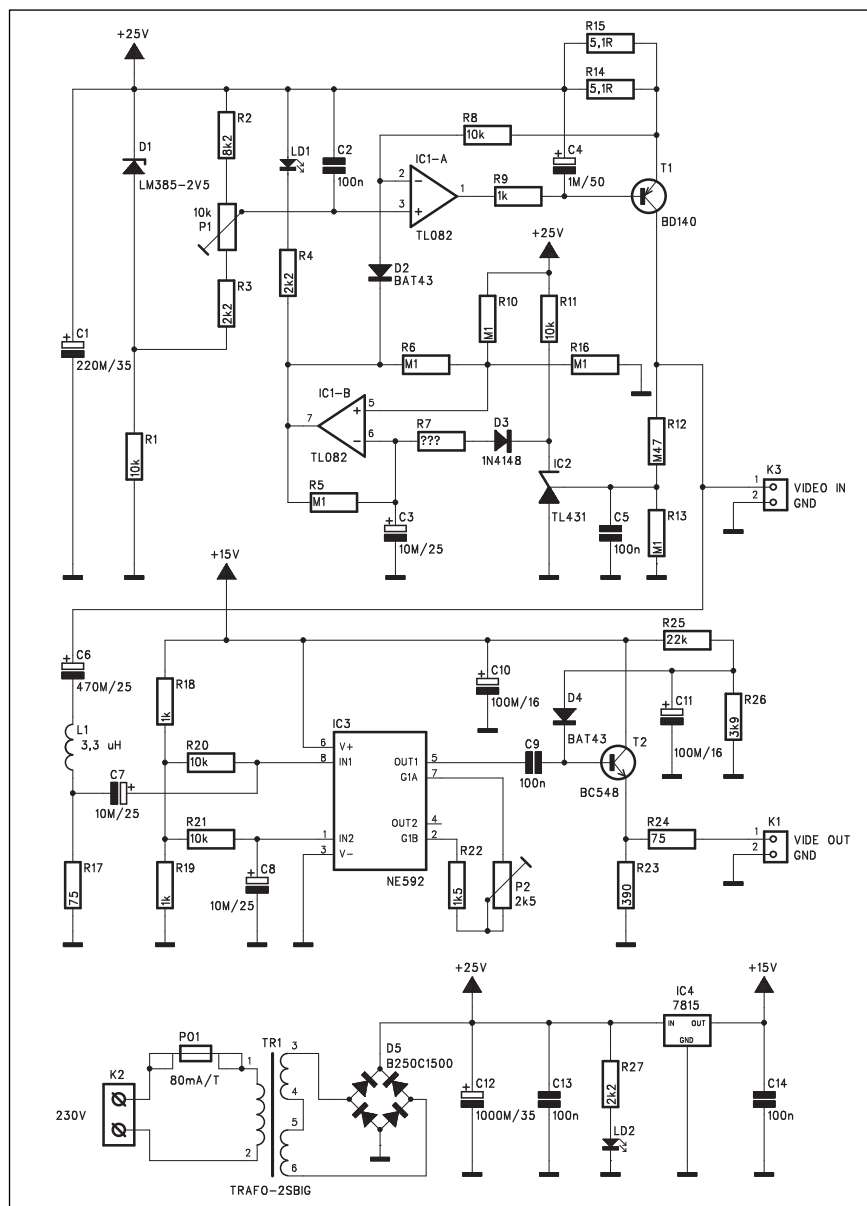 +25V
R15
5,1R
R14
5,1R
R2
8k2
D1
LM385-2V5
LD1
C2
100n
R8
10k
IC1-A
2
3
1
TL082
R9
1k
C4
1M/50
T1
BD140
10k
P1
R4
2k2
R3
2k2
D2
BAT43
+25V
R10
M1
R11
10k
C1
220M/35
R6
M1
R16
M1
IC1-B
7
5
6
TL082
R7
???
D3
1N4148
R12
M47
R1
10k
R5
M1
C3
10M/25
IC2
TL431
C5
100n
R13
M1
K3
1
2
VIDEO IN
GND
+15V
R25
22k
C6
470M/25
R18
1k
C10
100M/16
D4
BAT43
C11
100M/16
R26
3k9
L1
3,3 uH
R20
10k
IC3
6
V+
8
IN1
OUT1
5
G1A
7
C9
100n
T2
BC548
C7
10M/25
R21
10k
1
IN2
3
V-
OUT2
4
G1B
2
NE592
R24
75
K1
1
2
VIDE OUT
GND
R17
75
R19
1k
C8
10M/25
R22
1k5
P2
2k5
R23
390
+25V
IC4
7815
IN
OUT
GND
+15V
PO1
80mA/T
K2
230V
1
2
TR1
3
4
5
6
TRAFO-2SBIG
D5
B250C1500
C12
1000M/35
C13
100n
R27
2k2
LD2
C14
100n